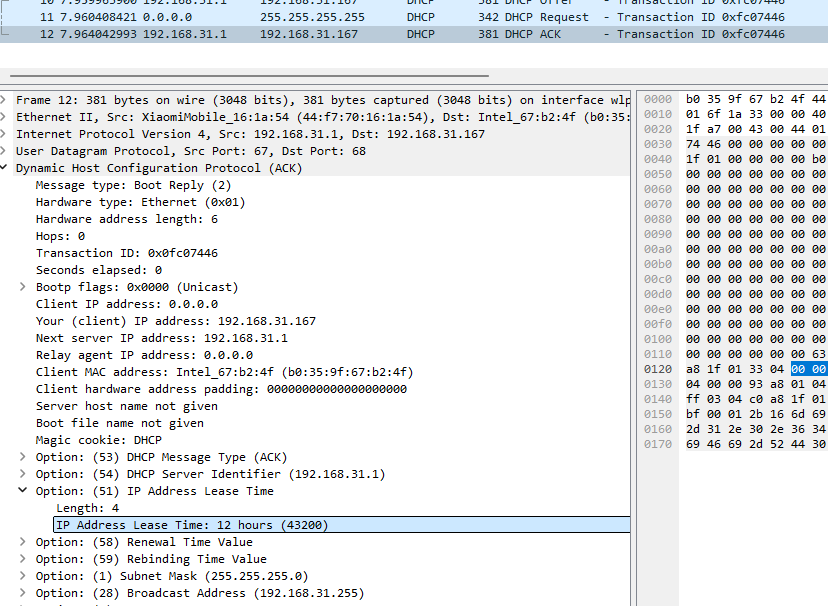 10 7.959965900 192.168.31.1 192.168.31.167 DHCP 381 DHCP Offer - Transaction ID 0xfc07446
11 7.960408421 0.0.0.0 255.255.255.255 DHCP 342 DHCP Request - Transaction ID 0xfc07446
12 7.964042993 192.168.31.1 192.168.31.167 DHCP 381 DHCP ACK - Transaction ID 0xfc07446
Frame 12: 381 bytes on wire (3048 bits), 381 bytes captured (3048 bits) on interface wlp
Ethernet II, Src: XiaomiMobile_16:1a:54 (44:f7:70:16:1a:54), Dst: Intel_67:b2:4f (b0:35:
Internet Protocol Version 4, Src: 192.168.31.1, Dst: 192.168.31.167
User Datagram Protocol, Src Port: 67, Dst Port: 68
Dynamic Host Configuration Protocol (ACK)
Message type: Boot Reply (2)
Hardware type: Ethernet (0x01)
Hardware address length: 6
Hops: 0
Transaction ID: 0x0fc07446
Seconds elapsed: 0
Bootp flags: 0x0000 (Unicast)
Client IP address: 0.0.0.0
Your (client) IP address: 192.168.31.167
Next server IP address: 192.168.31.1
Relay agent IP address: 0.0.0.0
Client MAC address: Intel_67:b2:4f (b0:35:9f:67:b2:4f)
Client hardware address padding: 00000000000000000000
Server host name not given
Boot file name not given
Magic cookie: DHCP
Option: (53) DHCP Message Type (ACK)
Option: (54) DHCP Server Identifier (192.168.31.1)
Option: (51) IP Address Lease Time
Length: 4
IP Address Lease Time: 12 hours (43200)
Option: (58) Renewal Time Value
Option: (59) Rebinding Time Value
Option: (1) Subnet Mask (255.255.255.0)
Option: (28) Broadcast Address (192.168.31.255)
0000 b0 35 9f 67 b2 4f 44
0010 01 6f 1a 33 00 00 40
0020 1f a7 00 43 00 44 01
0030 74 46 00 00 00 00 00
0040 1f 01 00 00 00 00 b0
0050 00 00 00 00 00 00 00
0060 00 00 00 00 00 00 00
0070 00 00 00 00 00 00 00
0080 00 00 00 00 00 00 00
0090 00 00 00 00 00 00 00
00a0 00 00 00 00 00 00 00
00b0 00 00 00 00 00 00 00
00c0 00 00 00 00 00 00 00
00d0 00 00 00 00 00 00 00
00e0 00 00 00 00 00 00 00
00f0 00 00 00 00 00 00 00
0100 00 00 00 00 00 00 00
0110 00 00 00 00 00 00 63
0120 a8 1f 01 33 04 00 00
0130 04 00 00 93 a8 01 04
0140 ff 03 04 c0 a8 1f 01
0150 bf 00 01 2b 16 6d 69
0160 2d 31 2e 30 2e 36 34
0170 69 46 69 2d 52 44 30